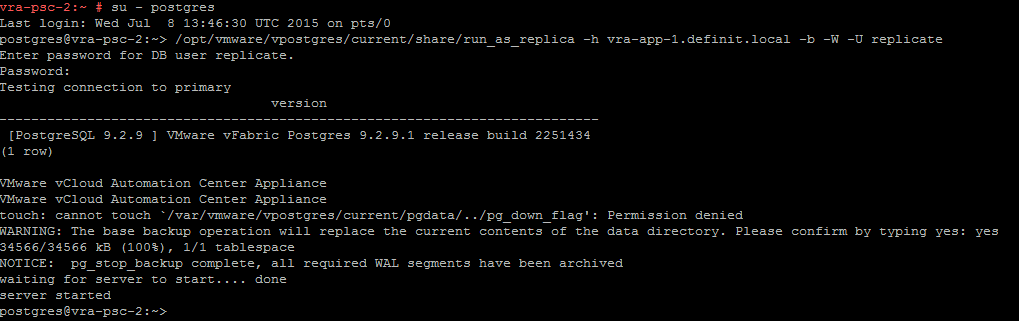 vra-psc-2:~ # su - postgres
Last login: Wed Jul  8 13:46:30 UTC 2015 on pts/0
postgres@vra-psc-2:~> /opt/vmware/vpostgres/current/share/run_as_replica -h vra-app-1.definit.local -b -W -U replicate
Enter password for DB user replicate.
Password:
Testing connection to primary
                                  version
---------------------------------------------------------------------------
 [PostgreSQL 9.2.9 ] VMware vFabric Postgres 9.2.9.1 release build 2251434
(1 row)

VMware vCloud Automation Center Appliance
VMware vCloud Automation Center Appliance
touch: cannot touch `/var/vmware/vpostgres/current/pgdata/../pg_down_flag': Permission denied
WARNING: The base backup operation will replace the current contents of the data directory. Please confirm by typing yes: yes
34566/34566 kB (100%), 1/1 tablespace
NOTICE:  pg_stop_backup complete, all required WAL segments have been archived
waiting for server to start.... done
server started
postgres@vra-psc-2:~>